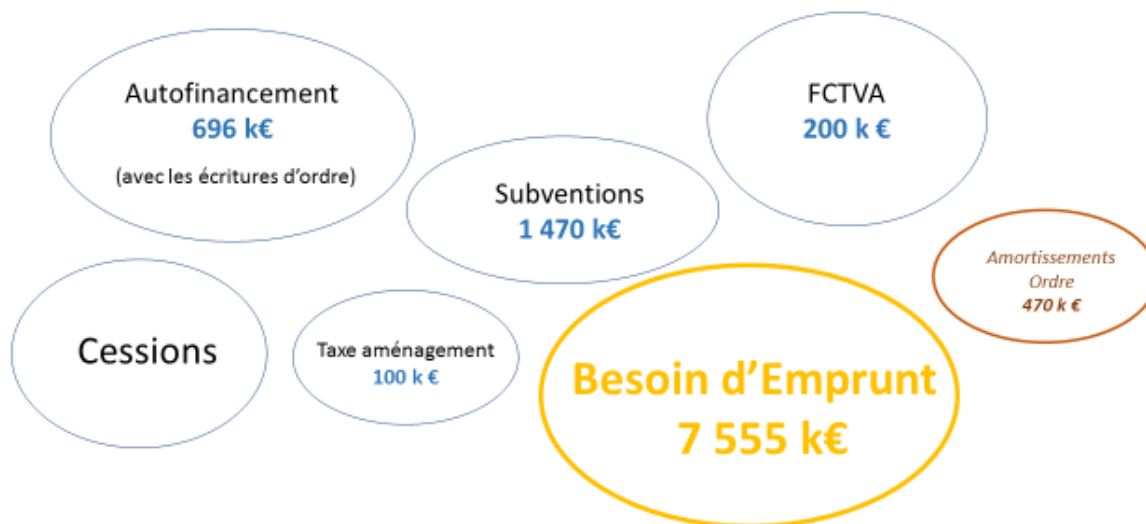 Autofinancement
696 k€
(avec les écritures d'ordre)
FCTVA
200 k €
Subventions
1 470 k€
Amortissements
Ordre
470 k €
Cessions
Taxe aménagement
100 k €
Besoin d'Emprunt
7 555 k€